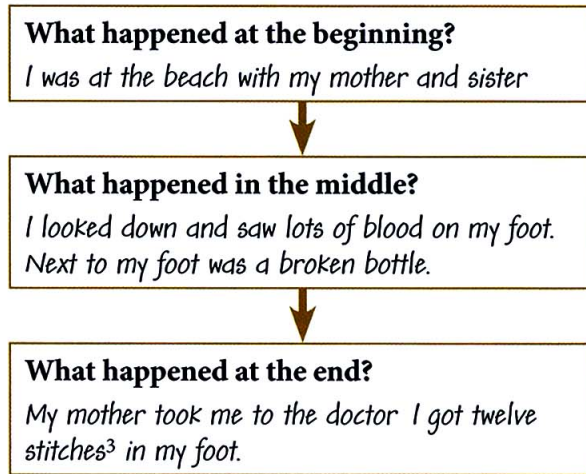 What happened at the beginning?
I was at the beach with my mother and sister
What happened in the middle?
I looked down and saw lots of blood on my foot.
Next to my foot was a broken bottle.
What happened at the end?
My mother took me to the doctor I got twelve
stitches³ in my foot.